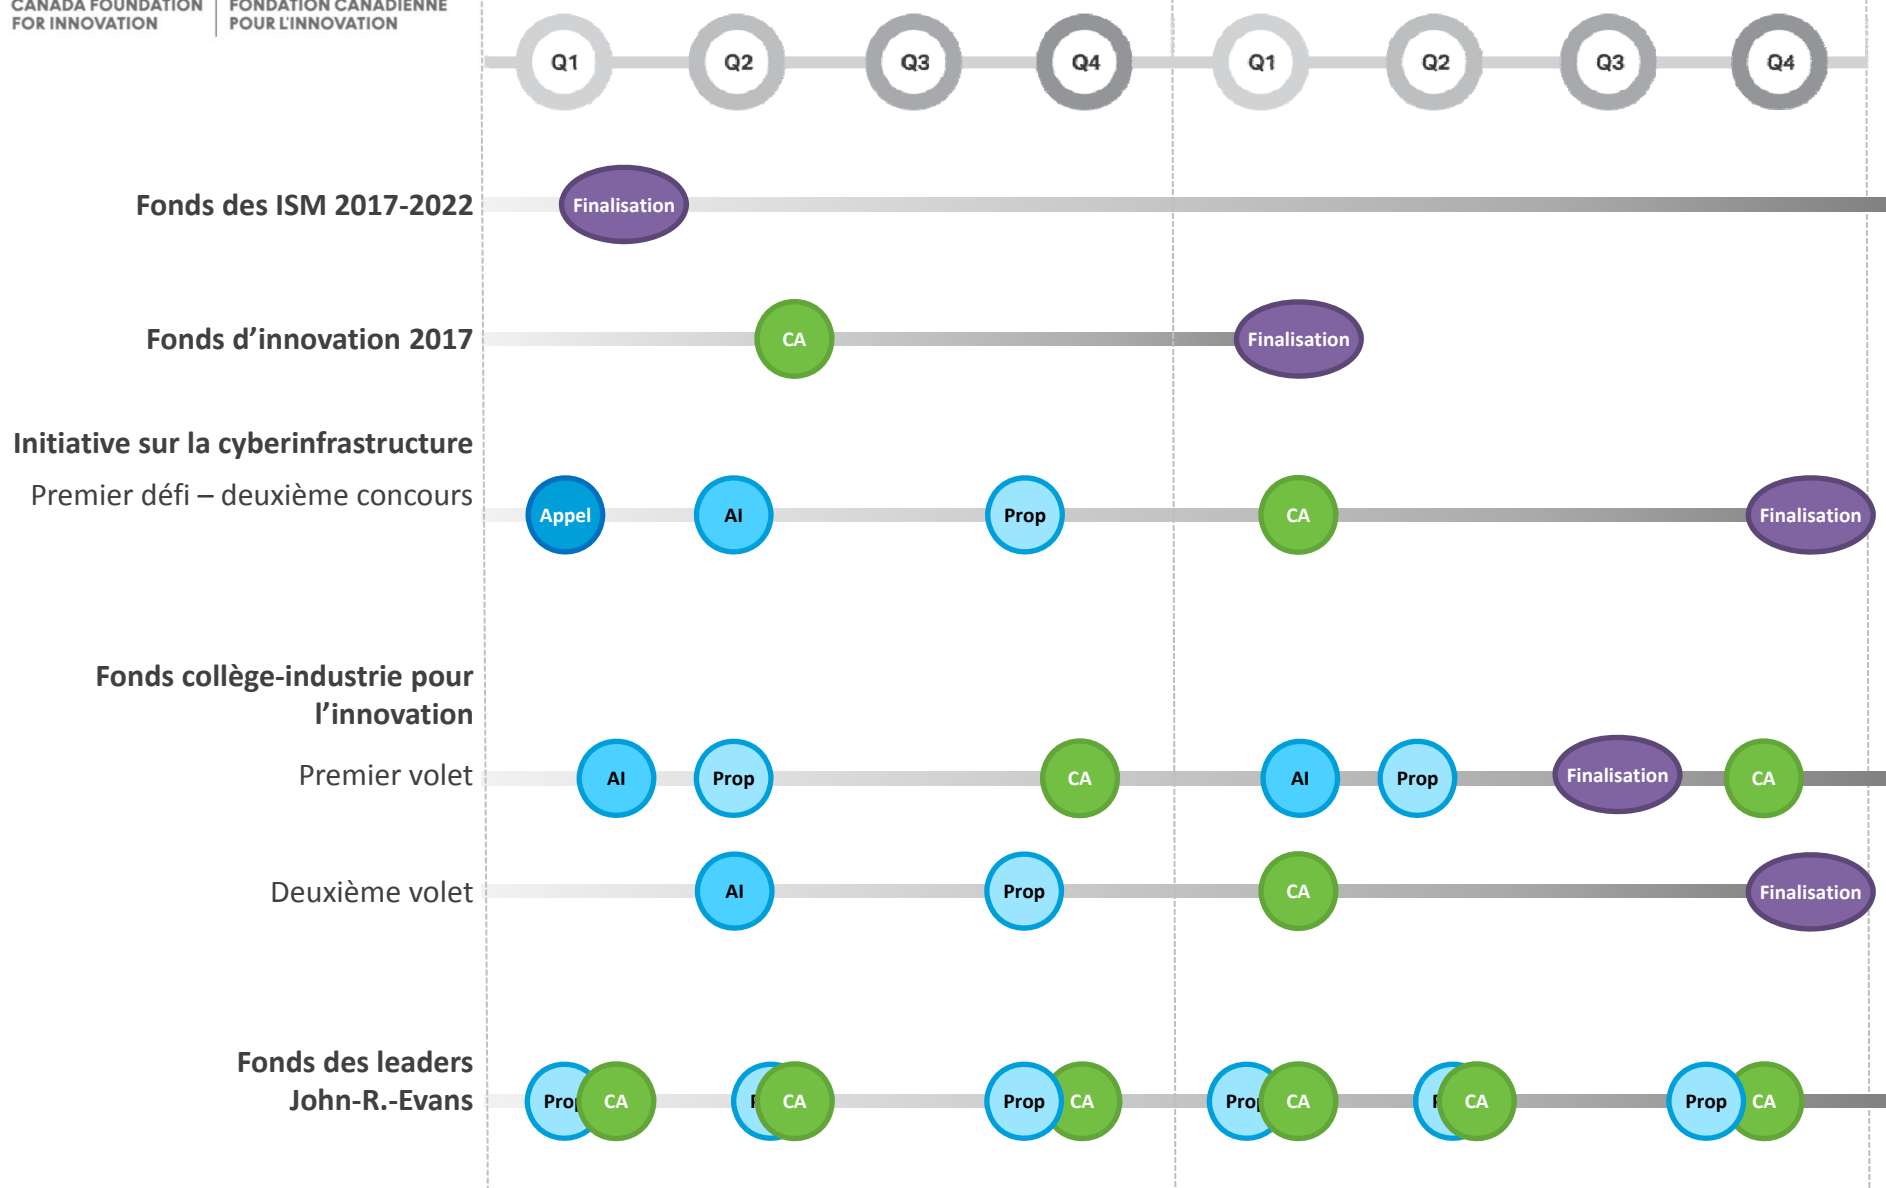 CANADA FOUNDATION
FOR INNOVATION
FONDATION CANADIENNE
POUR L'INNOVATION
Q1 Q2 Q3 Q4 Q1 Q2 Q3 Q4
Fonds des ISM 2017-2022 Finalisation
Fonds d’innovation 2017 CA Finalisation
Initiative sur la cyberinfrastructure
Premier défi – deuxième concours Appel AI Prop CA Finalisation
Fonds collège-industrie pour
l’innovation
Premier volet AI Prop CA AI Prop Finalisation CA
Deuxième volet AI Prop CA Finalisation
Fonds des leaders
John-R.-Evans CA CA Prop CA CA CA Prop CA